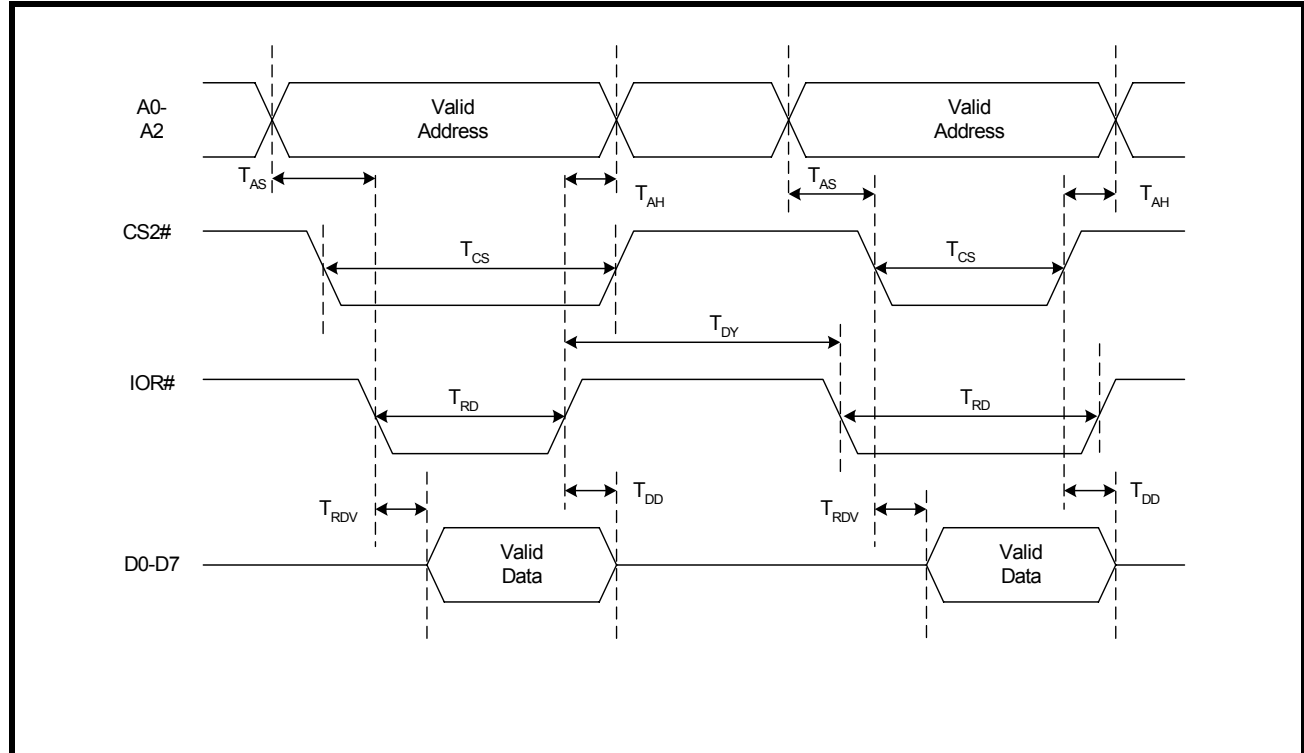 A0-
A2
Valid
Address
Valid
Address
TAS
TAH
TAS
TAH
CS2#
TCS
TCS
TDY
IOR#
TRD
TRD
TRDV
TDD
TRDV
TDD
D0-D7
Valid
Data
Valid
Data